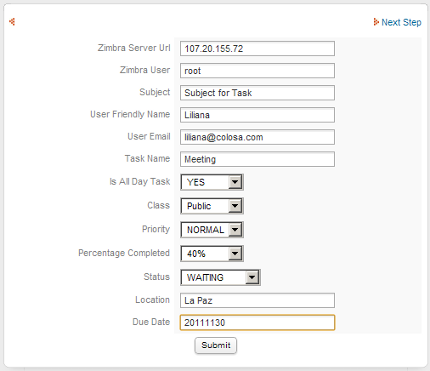 Next Step
Zimbra Server Url 107.20.155.72
Zimbra User root
Subject Subject for Task
User Friendly Name Liliana
User Email liliana@colosa.com
Task Name Meeting
Is All Day Task YES
Class Public
Priority NORMAL
Percentage Completed 40%
Status WAITING
Location La Paz
Due Date 20111130
Submit